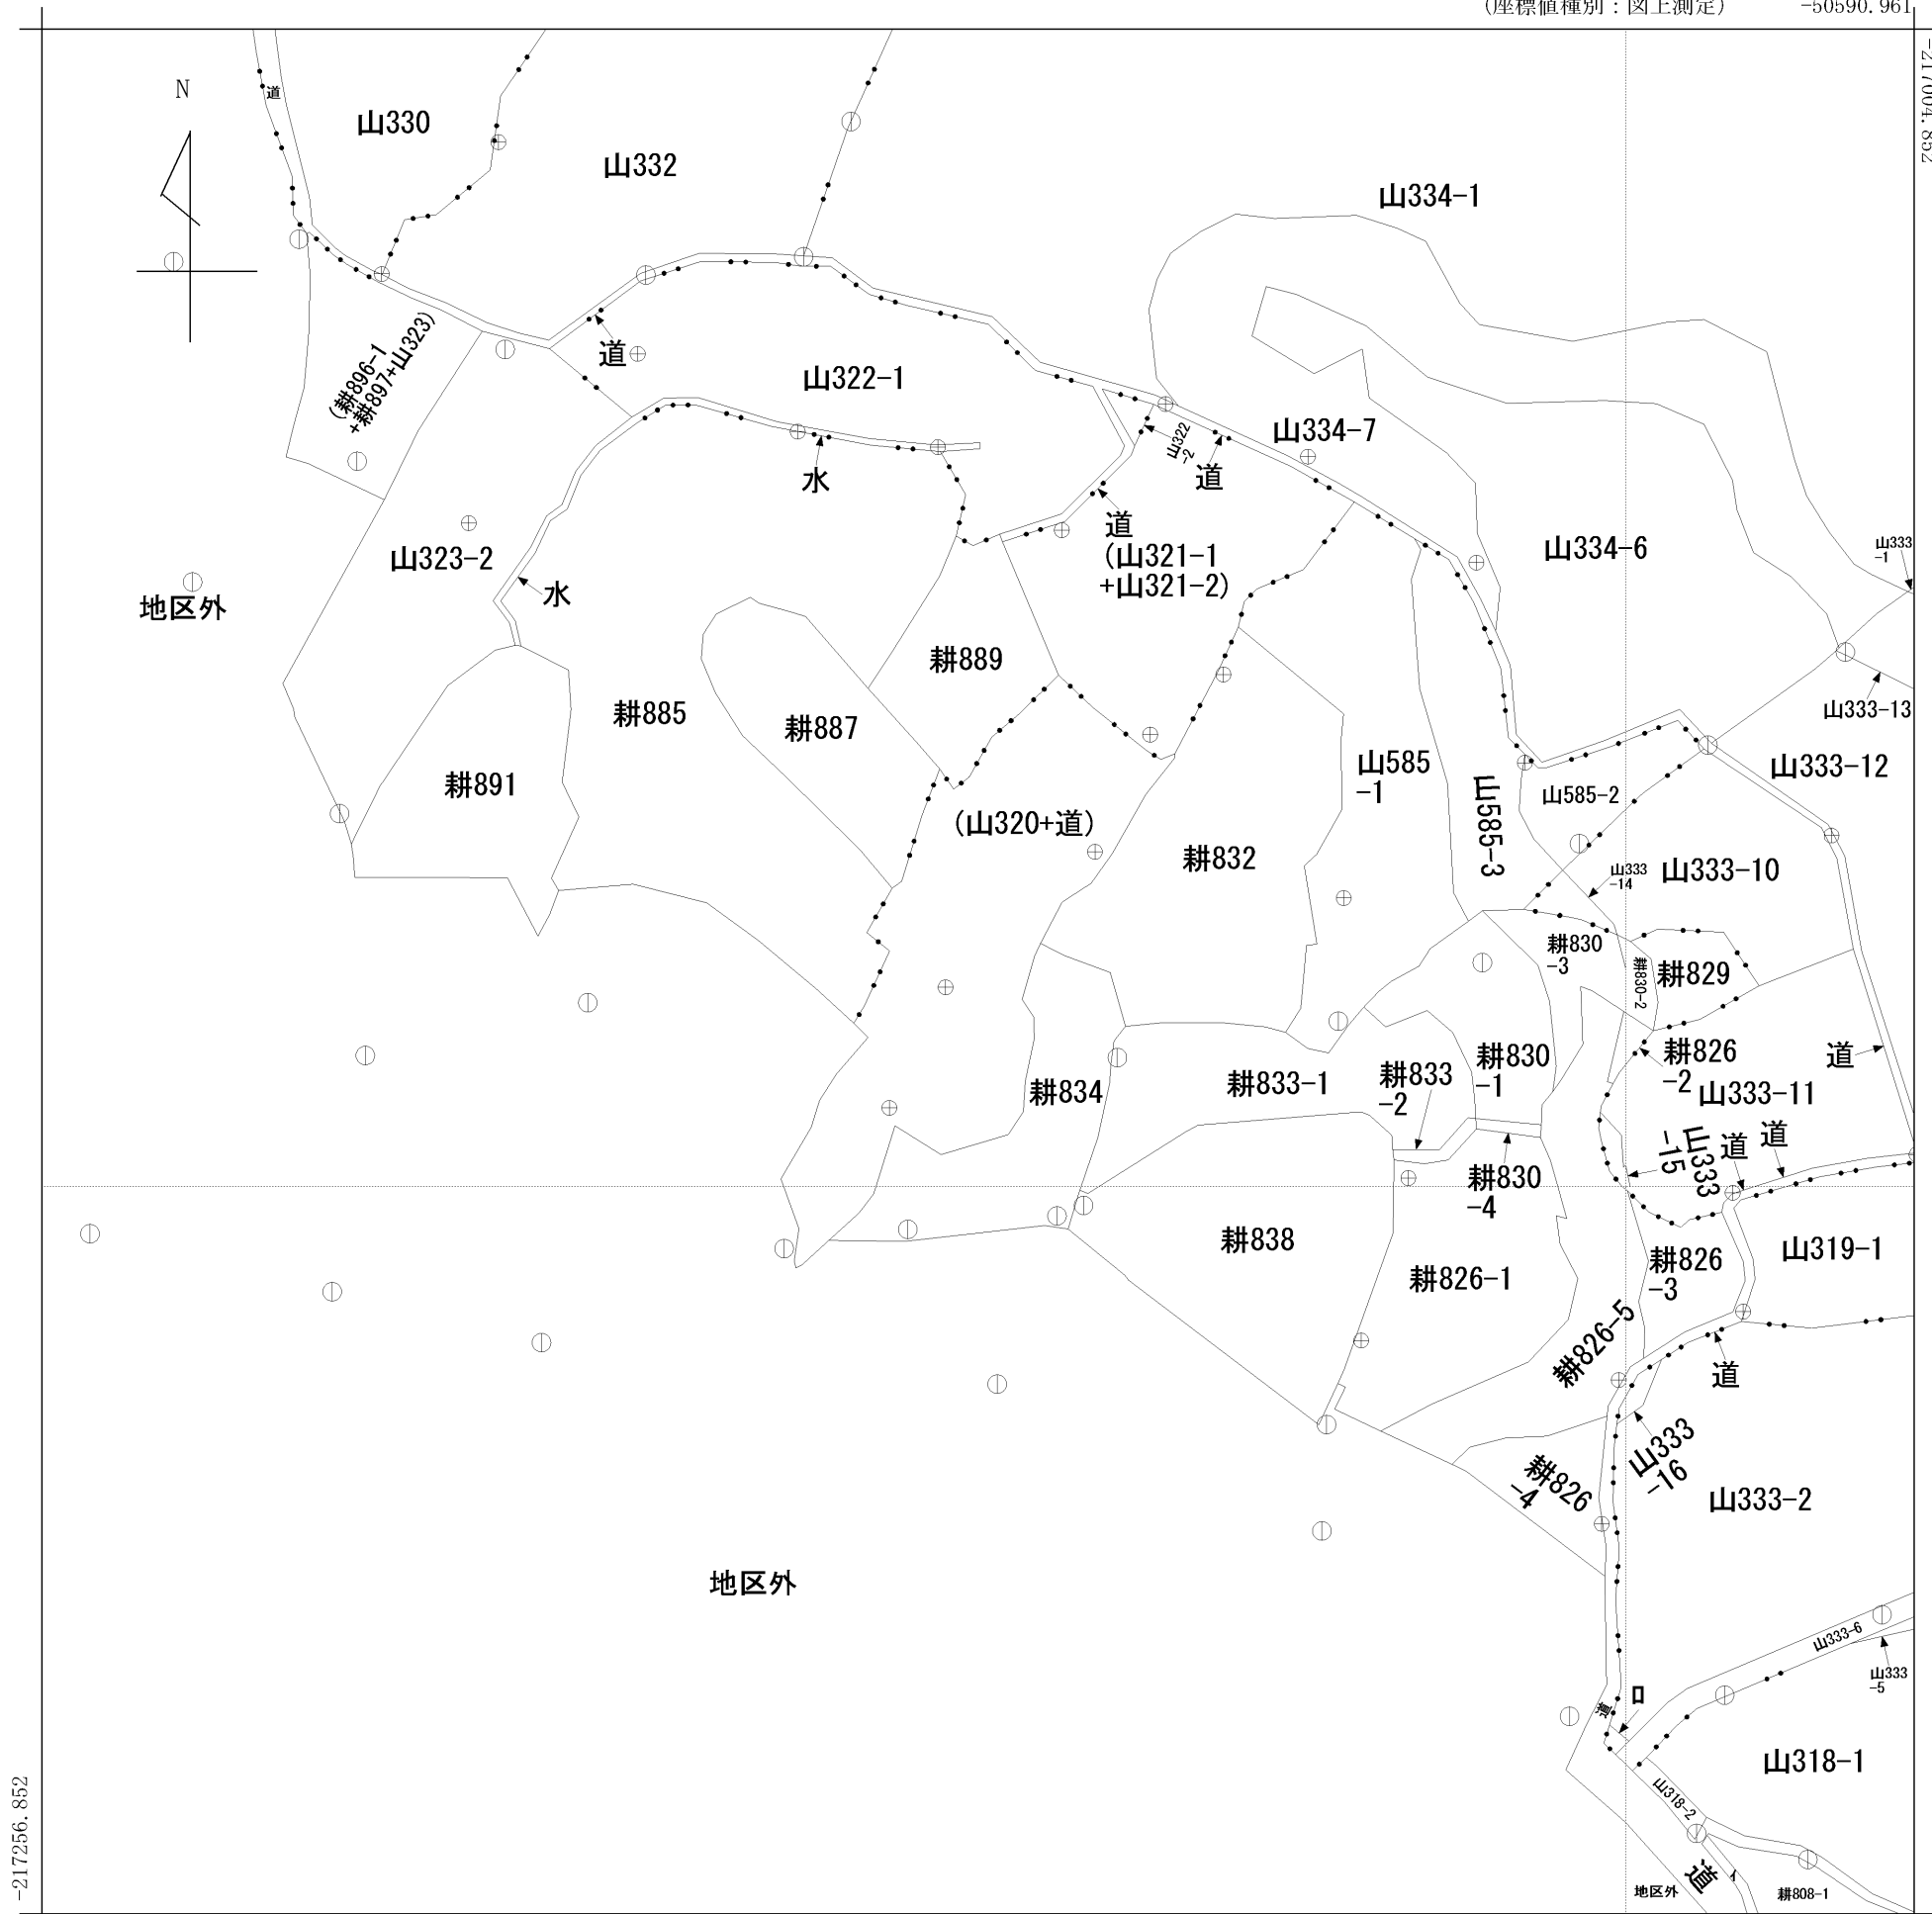 (座標値種別：図上測定) -50590.961
-217004.852
N
道
山330
山332
山334-1
(耕896-1
+耕897+山323)
道
山322-1
山334-7
山322
-2
道
水
道
(山321-1
+山321-2)
山334-6
山333
-1
山323-2
水
地区外
耕889
山333-13
耕885
耕887
山585
-1
山333-12
耕891
山585-3
山585-2
(山320+道)
耕832
山333
-14
山333-10
耕830
-3
耕830-2
耕829
耕834
耕833-1
耕833
-2
耕830
-1
耕826
-2
道
山333-11
山333
-15
道
道
耕830
-4
耕838
耕826-1
耕826
-3
山319-1
耕826-5
道
山333
-16
耕826
-4
山333-2
地区外
山333-6
山333
-5
ロ
道
山318-1
山318-2
-217256.852
道
イ
地区外
耕808-1